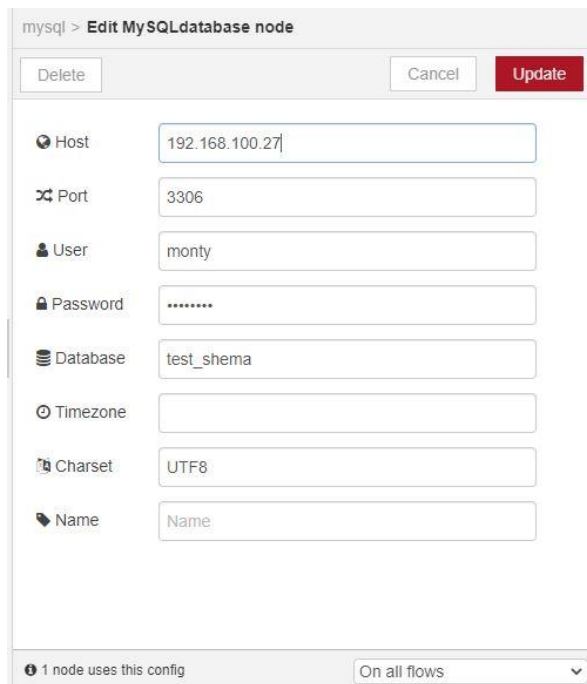 mysql > Edit MySQLdatabase node
Delete Cancel Update
Host 192.168.100.27
Port 3306
User monty
Password ••••••••
Database test_shema
Timezone
Charset UTF8
Name Name
1 node uses this config On all flows